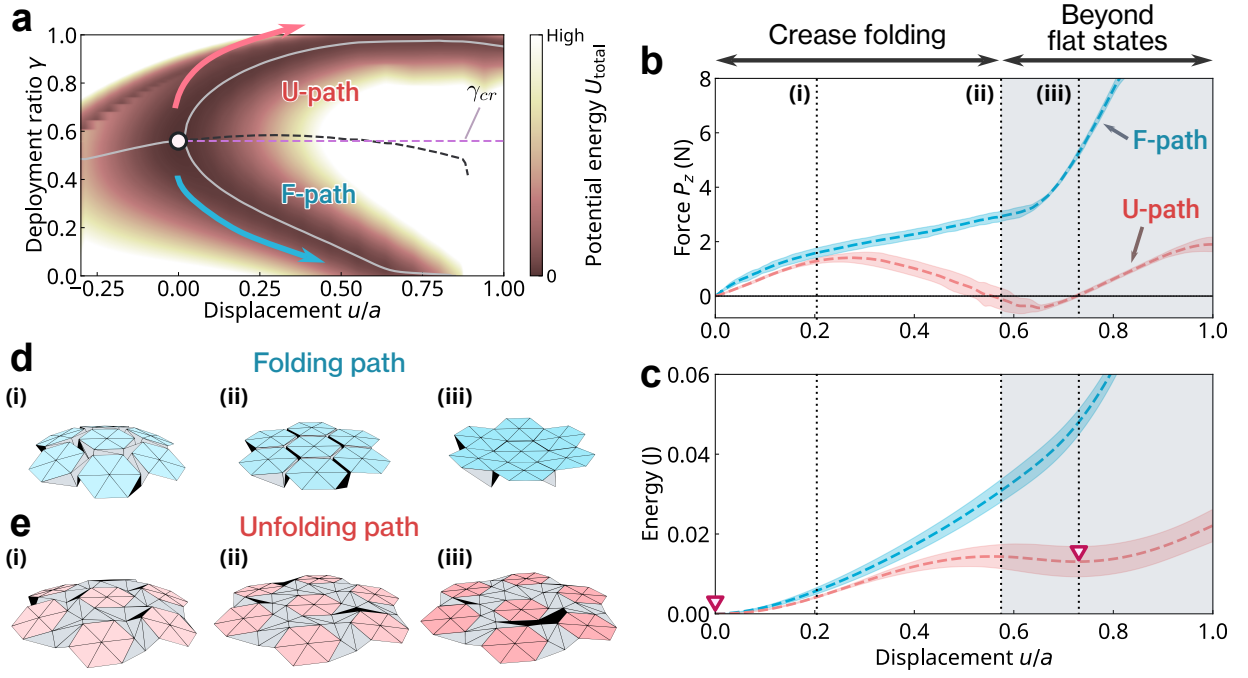 a
Deployment ratio γ
1.0
0.8
0.6
0.4
0.2
0.0
−0.25
0.00
0.25
0.50
0.75
1.00
Displacement u/a
U-path
F-path
γcr
High
0
Potential energy Utotal
Crease folding
Beyond
flat states
b
(i)
(ii)
(iii)
8
6
4
2
0
Force Pz (N)
F-path
U-path
0.0
0.2
0.4
0.6
0.8
1.0
c
0.06
0.04
0.02
0.00
Energy (J)
0.0
0.2
0.4
0.6
0.8
1.0
Displacement u/a
d
Folding path
(i)
(ii)
(iii)
e
Unfolding path
(i)
(ii)
(iii)